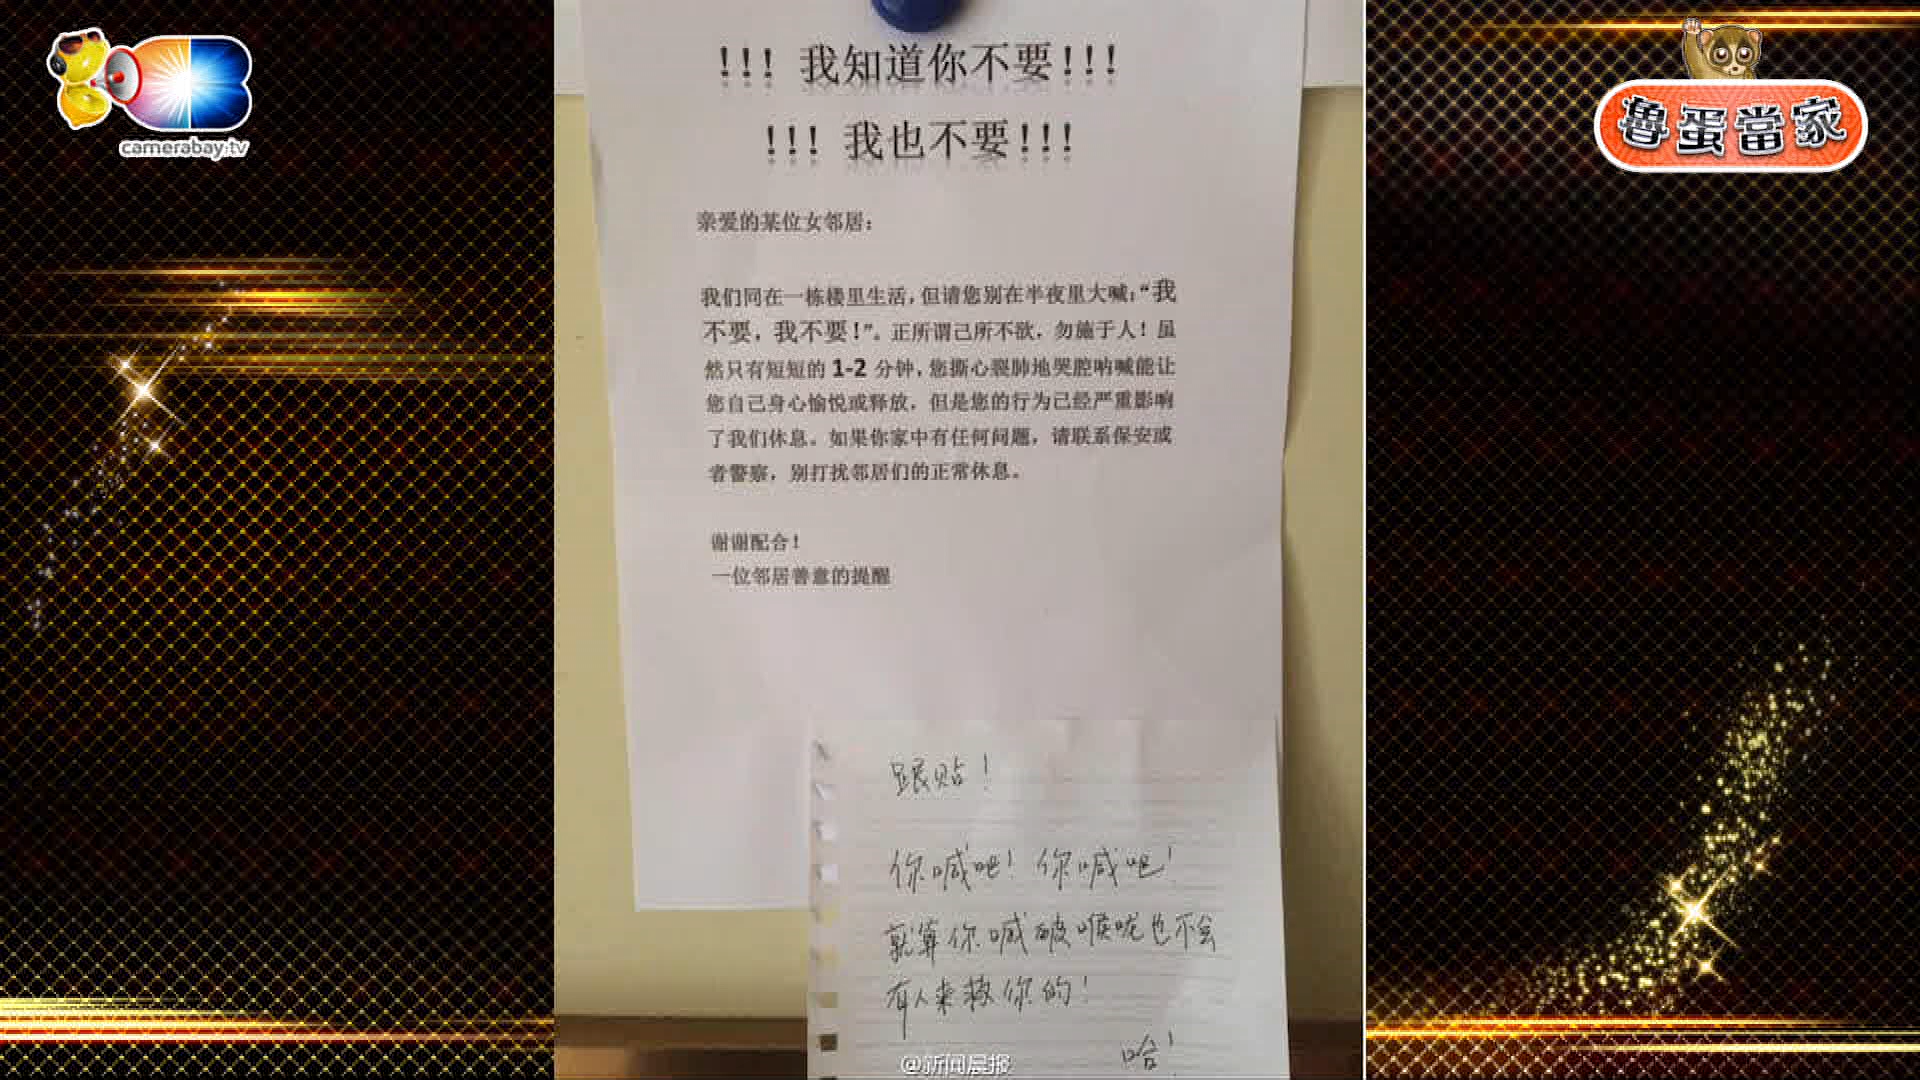 camerabay.tv
魯蛋當家
!!! 我知道你不要!!!
!!! 我也不要!!!
亲爱的某位女邻居：
我们同在一栋楼里生活，但请您别在半夜里大喊：“我
不要，我不要！”。正所谓己所不欲，勿施于人！虽
然只有短短的 1-2 分钟，您撕心裂肺地哭腔呐喊能让
您自己身心愉悦或释放，但是您的行为已经严重影响
了我们休息。如果你家中有任何问题，请联系保安或
者警察，别打扰邻居们的正常休息。
谢谢配合！
一位邻居善意的提醒
跟贴！
你喊吧！你喊吧！
就算你喊破喉咙也不会
有人来救你的！
哈！
@新闻晨报